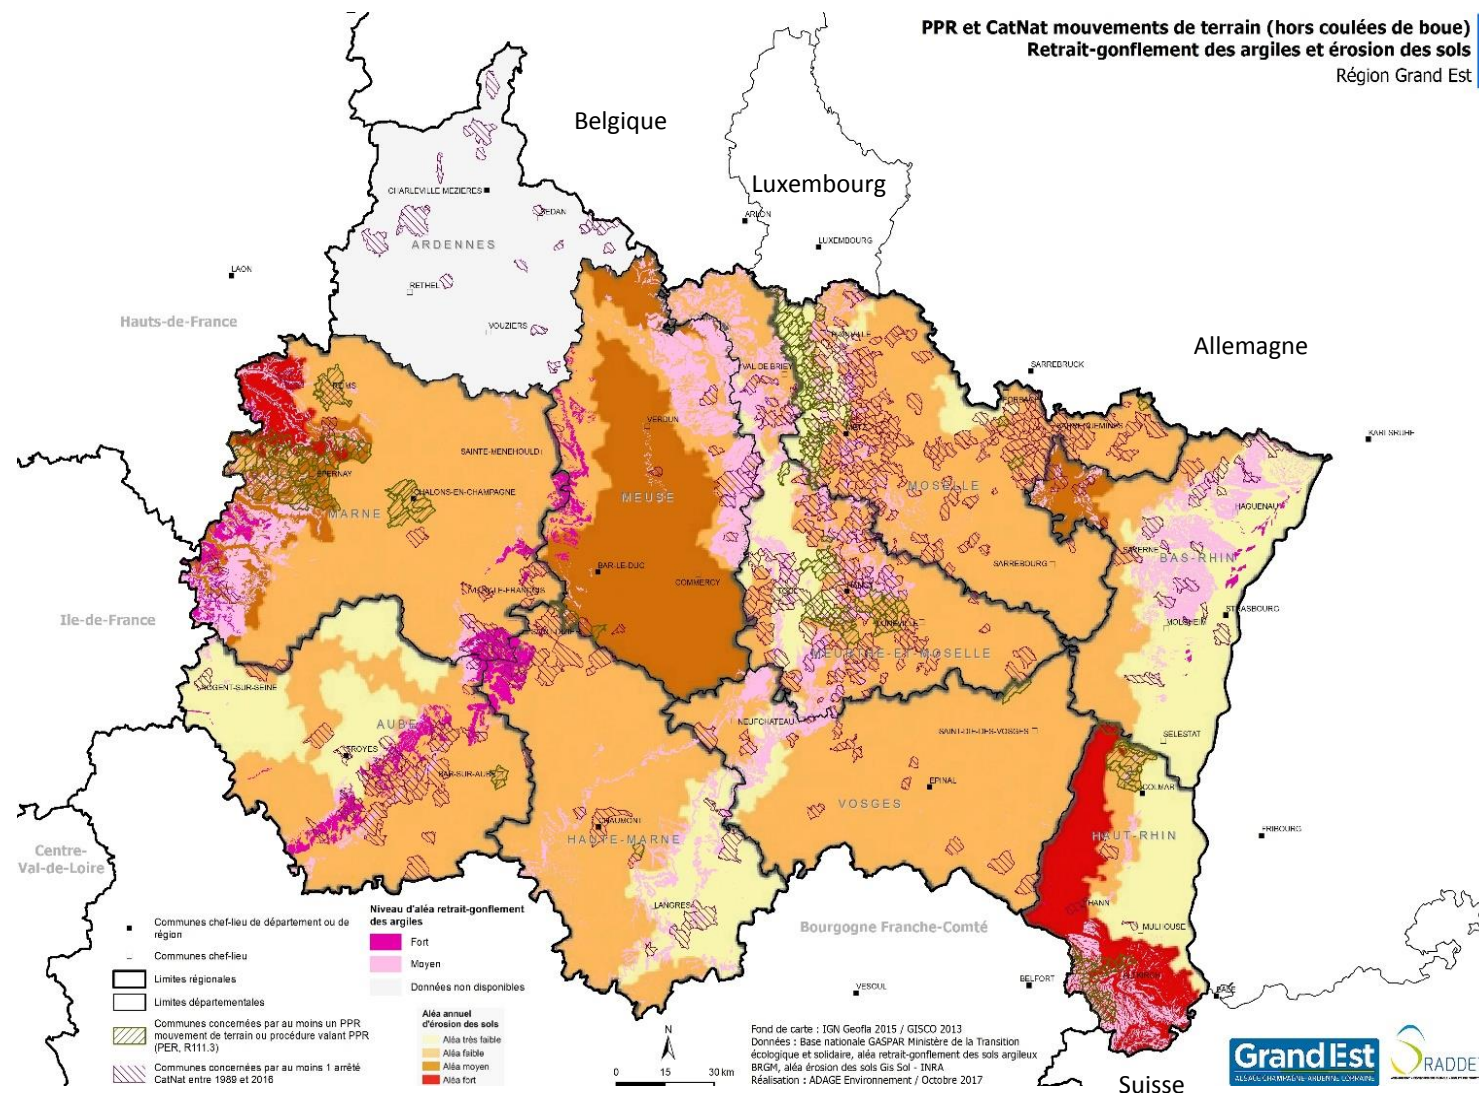 PPR et CatNat mouvements de terrain (hors coulées de boue)
Retrait-gonflement des argiles et érosion des sols
Région Grand Est
Belgique
Luxembourg
CHARLEVILLE MEZIERES
SEDAN
ARLON
ARDENNES
LUXEMBOURG
LAON
RETHEL
Hauts-de-France
VOUZIERS
THIONVILLE
Allemagne
VAL DE BRIEY
SARREBRUCK
REIMS
FORBACH
VERDUN
METZ
SARREGUEMINES
KARLSRUHE
SAINTE-MENEHOULD
EPERNAY
MOSELLE
CHALONS-EN-CHAMPAGNE
MEUSE
MARNE
HAGUENAU
SAVERNE
BAS-RHIN
SARREBOURG
BAR-LE-DUC
COMMERCY
VITRY-LE-FRANCOIS
TOUL
NANCY
STRASBOURG
Ile-de-France
LUNEVILLE
MOLSHEIM
SAINT-DIZIER
MEURTHE-ET-MOSELLE
NOGENT-SUR-SEINE
AUBE
NEUFCHATEAU
SAINT-DIE-DES-VOSGES
SELESTAT
TROYES
BAR-SUR-AUBE
EPINAL
COLMAR
VOSGES
CHAUMONT
HAUTE-MARNE
HAUT-RHIN
FRIBOURG
Centre-
Val-de-Loire
LANGRES
THANN
MULHOUSE
Bourgogne Franche-Comté
ALTKIRCH
BELFORT
VESOUL
BALE
Suisse
Communes chef-lieu de département ou de
région
Communes chef-lieu
Limites régionales
Limites départementales
Communes concernées par au moins un PPR
mouvement de terrain ou procédure valant PPR
(PER, R111.3)
Communes concernées par au moins 1 arrêté
CatNat entre 1989 et 2016
Niveau d'aléa retrait-gonflement
des argiles
Fort
Moyen
Données non disponibles
Aléa annuel
d'érosion des sols
Aléa très faible
Aléa faible
Aléa moyen
Aléa fort
N
0 15 30 km
Fond de carte : IGN Geofla 2015 / GISCO 2013
Données : Base nationale GASPAR Ministère de la Transition
écologique et solidaire, aléa retrait-gonflement des sols argileux
BRGM, aléa érosion des sols Gis Sol - INRA
Réalisation : ADAGE Environnement / Octobre 2017
Grand Est
ALSACE CHAMPAGNE-ARDENNE LORRAINE
SRADDE